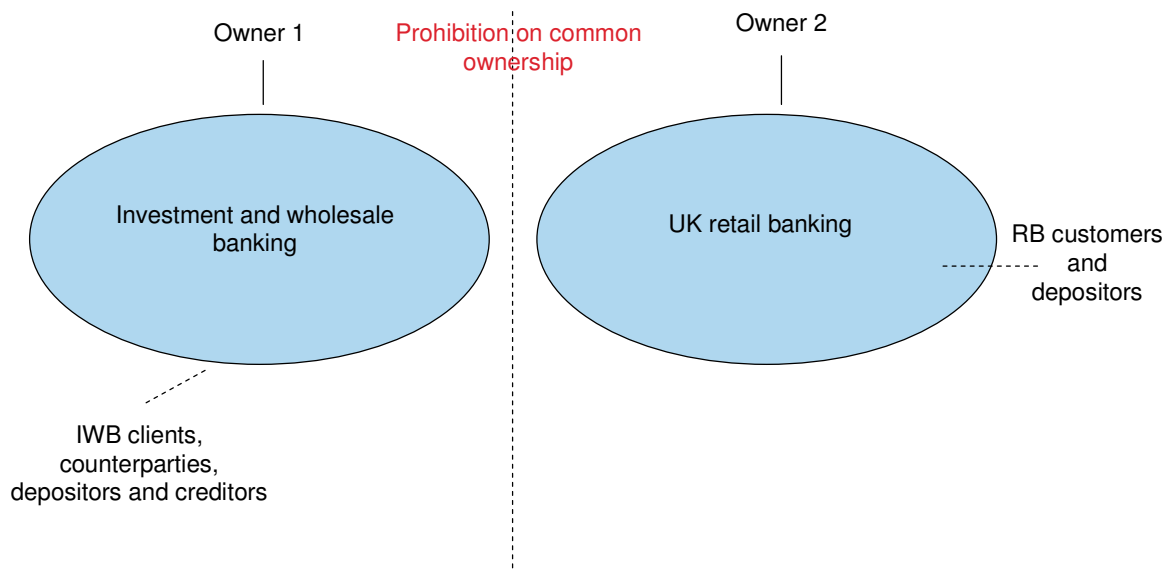 Owner 1
Prohibition on common
ownership
Owner 2
Investment and wholesale
banking
UK retail banking
RB customers
and
depositors
IWB clients,
counterparties,
depositors and creditors